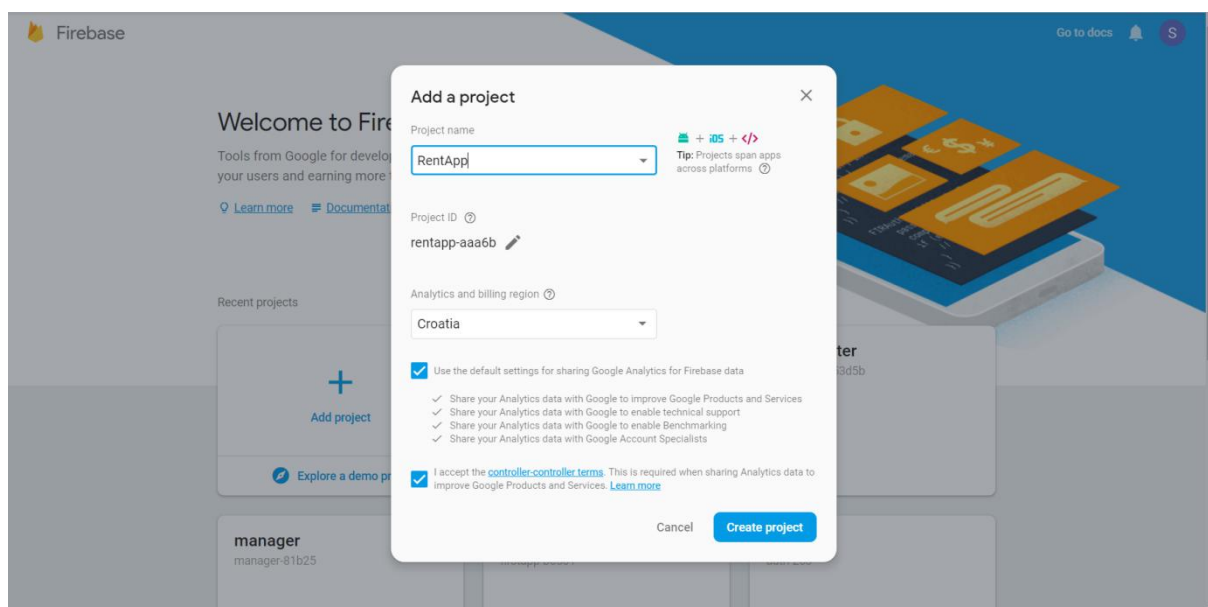 Firebase
Go to docs
S
Welcome to Fire
Tools from Google for develop
your users and earning more
Learn more
Documentat
Recent projects
Add project
Explore a demo pr
manager
manager-81b25
Add a project
Project name
RentApp
+ iOS + </>
Tip: Projects span apps
across platforms
Project ID
rentapp-aaa6b
Analytics and billing region
Croatia
Use the default settings for sharing Google Analytics for Firebase data
Share your Analytics data with Google to improve Google Products and Services
Share your Analytics data with Google to enable technical support
Share your Analytics data with Google to enable Benchmarking
Share your Analytics data with Google Account Specialists
I accept the controller-controller terms. This is required when sharing Analytics data to
improve Google Products and Services. Learn more
Cancel
Create project
ter
3d5b